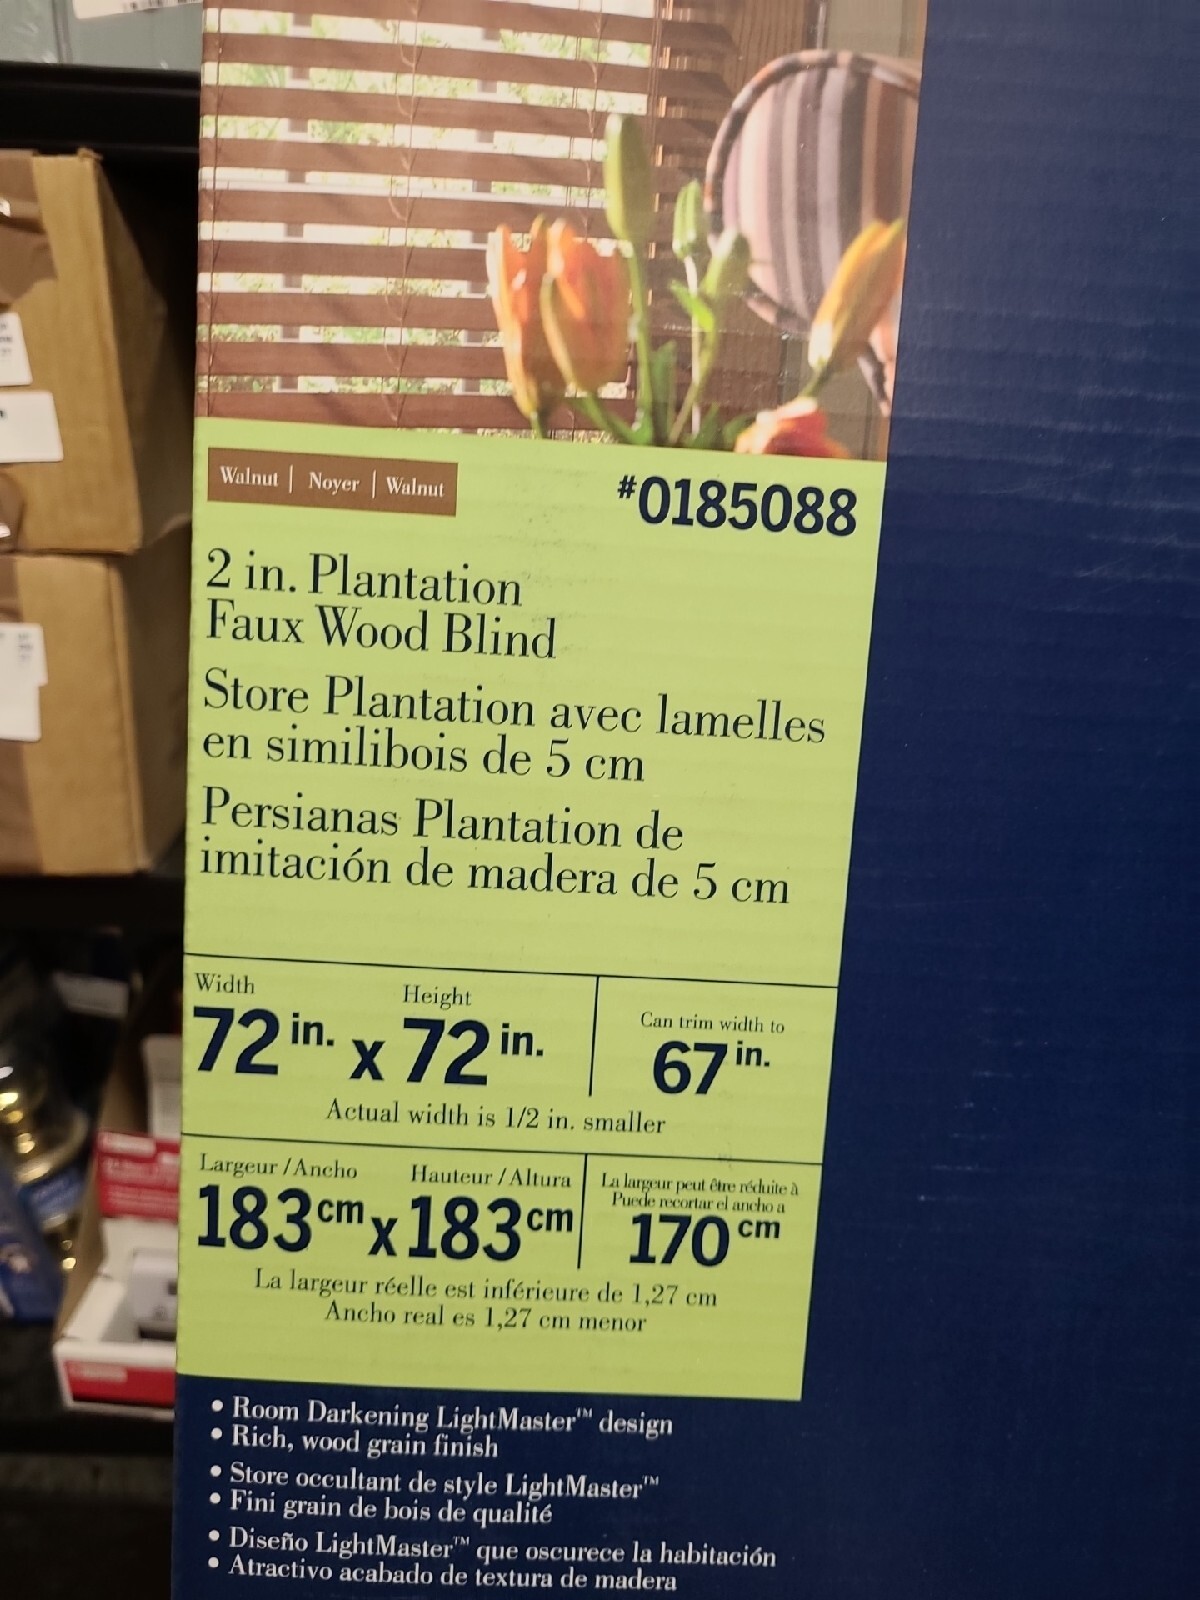 Walnut | Noyer | Walnut
#0185088
2 in. Plantation
Faux Wood Blind
Store Plantation avec lamelles
en similibois de 5 cm
Persianas Plantation de
imitación de madera de 5 cm
Width Height
72 in. x 72 in.
Can trim width to
67 in.
Actual width is 1/2 in. smaller
Largeur / Ancho Hauteur / Altura
183 cm x 183 cm
La largeur peut être réduite à
Puede recortar el ancho a
170 cm
La largeur réelle est inférieure de 1,27 cm
Ancho real es 1,27 cm menor
• Room Darkening LightMaster™ design
• Rich, wood grain finish
• Store occultant de style LightMaster™
• Fini grain de bois de qualité
• Diseño LightMaster™ que oscurece la habitación
• Atractivo acabado de textura de madera